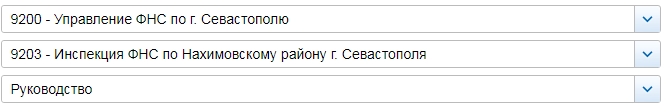 9200 - Управление ФНС по г. Севастополю
9203 - Инспекция ФНС по Нахимовскому району г. Севастополя
Руководство